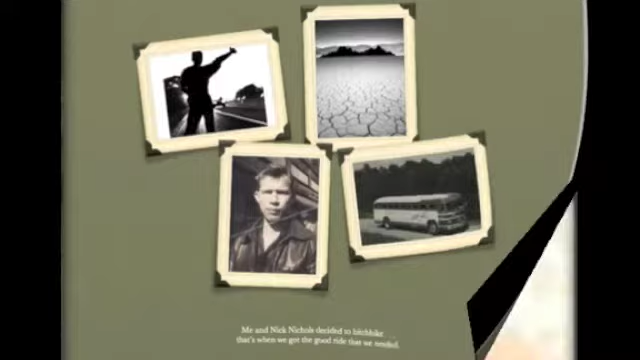 Me and Nick Nichols decided to hitchhike
that's when we got the good ride that we needed.